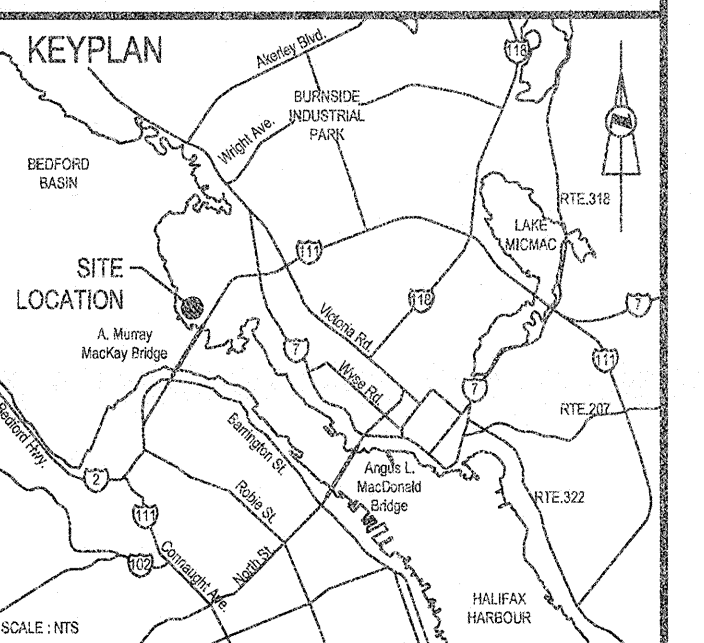 KEYPLAN
Akerley Blvd.
118
BURNSIDE
INDUSTRIAL
PARK
Wright Ave.
BEDFORD
BASIN
RTE.318
LAKE
MICMAC
111
SITE
LOCATION
118
7
Victoria Rd.
A. Murray
MacKay Bridge
7
111
Wyse Rd.
7
RTE.207
Bedford Hwy.
Barrington St.
2
Angus L.
MacDonald
Bridge
Robie St.
RTE.322
111
102
Connaught Ave.
North St.
HALIFAX
HARBOUR
SCALE : NTS